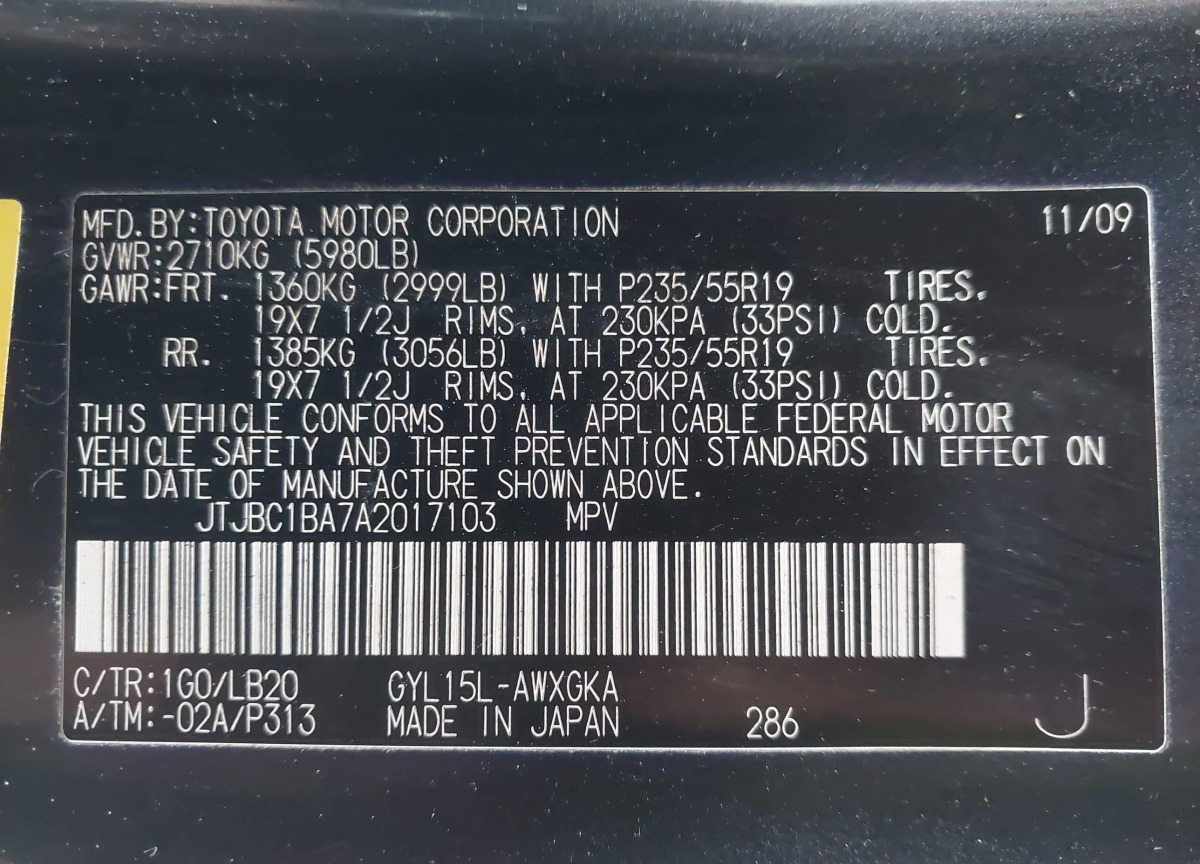 MFD. BY: TOYOTA MOTOR CORPORATION 11/09
GVWR: 2710KG (5980LB)
GAWR: FRT. 1360KG (2999LB) WITH P235/55R19 TIRES.
19X7 1/2J RIMS, AT 230KPA (33PSI) COLD.
RR. 1385KG (3056LB) WITH P235/55R19 TIRES.
19X7 1/2J RIMS, AT 230KPA (33PSI) COLD.
THIS VEHICLE CONFORMS TO ALL APPLICABLE FEDERAL MOTOR
VEHICLE SAFETY AND THEFT PREVENTION STANDARDS IN EFFECT ON
THE DATE OF MANUFACTURE SHOWN ABOVE.
JTJBC1BA7A2017103 MPV
C/TR: 1G0/LB20 GYL15L-AWXGKA
A/TM: -02A/P313 MADE IN JAPAN 286 J